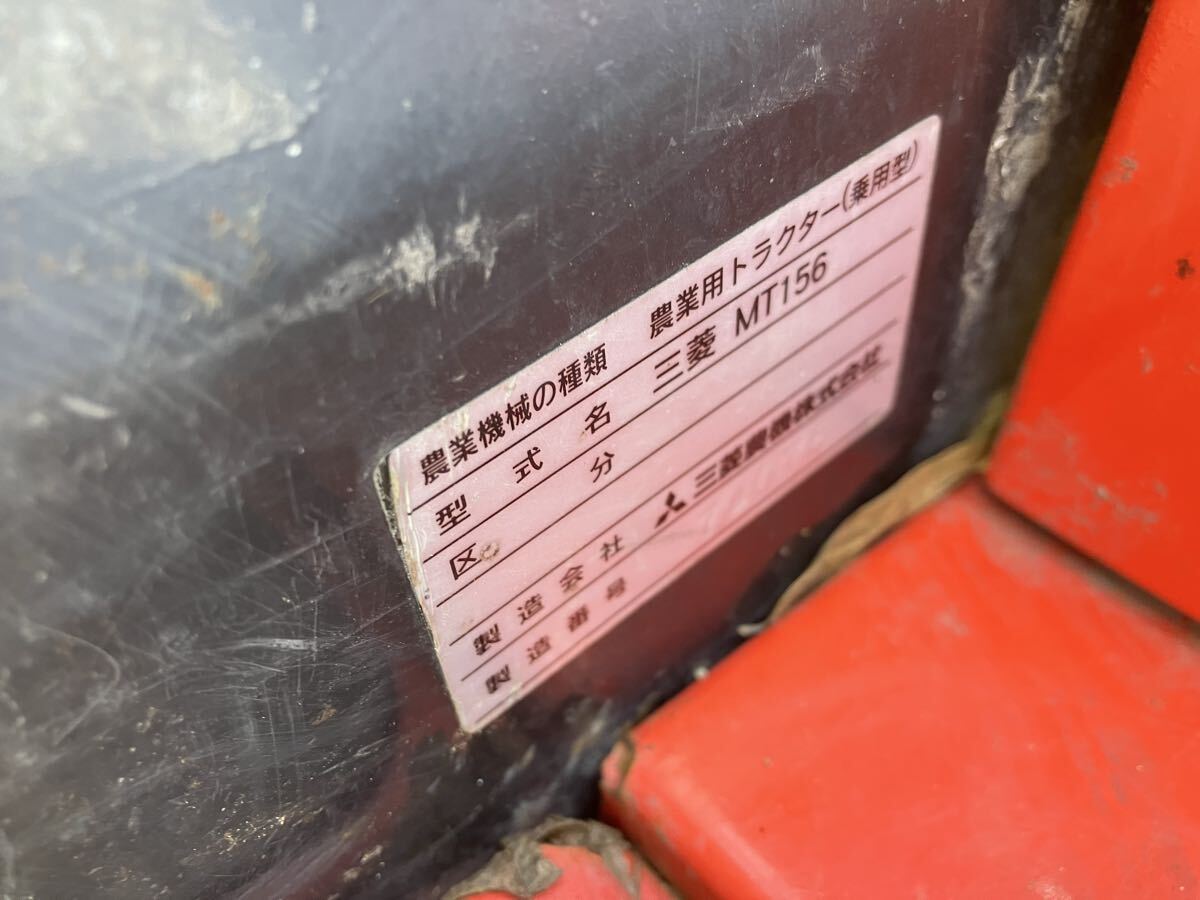 農業機械の種類 農業用トラクター(乗用型)
型式名 三菱 MT156
区分
製造会社 三菱農機株式会社
製造番号